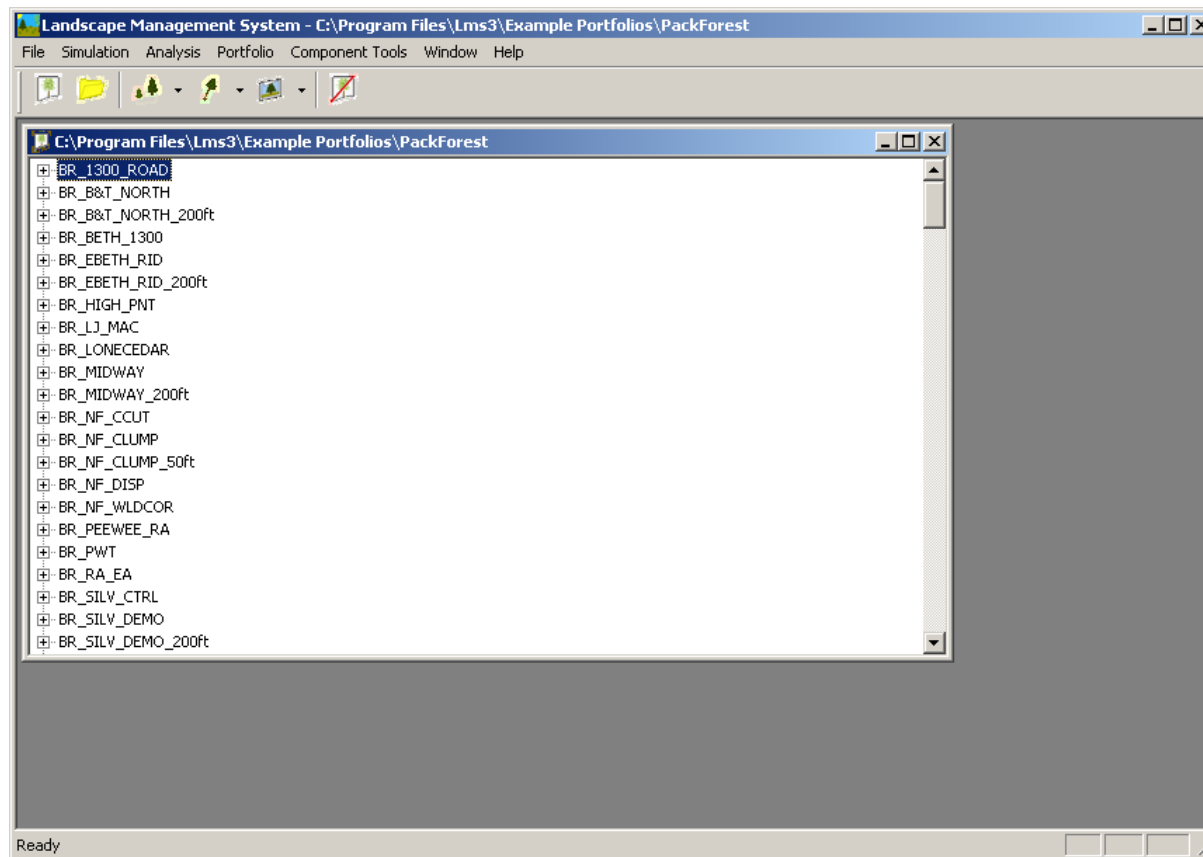 Landscape Management System - C:\Program Files\Lms3\Example Portfolios\PackForest
File Simulation Analysis Portfolio Component Tools Window Help
C:\Program Files\Lms3\Example Portfolios\PackForest
BR_1300_ROAD
BR_B&T_NORTH
BR_B&T_NORTH_200ft
BR_BETH_1300
BR_EBETH_RID
BR_EBETH_RID_200ft
BR_HIGH_PNT
BR_LJ_MAC
BR_LONECEDAR
BR_MIDWAY
BR_MIDWAY_200ft
BR_NF_CCUT
BR_NF_CLUMP
BR_NF_CLUMP_50ft
BR_NF_DISP
BR_NF_WLDCOR
BR_PEEWEE_RA
BR_PWT
BR_RA_EA
BR_SILV_CTRL
BR_SILV_DEMO
BR_SILV_DEMO_200ft
Ready